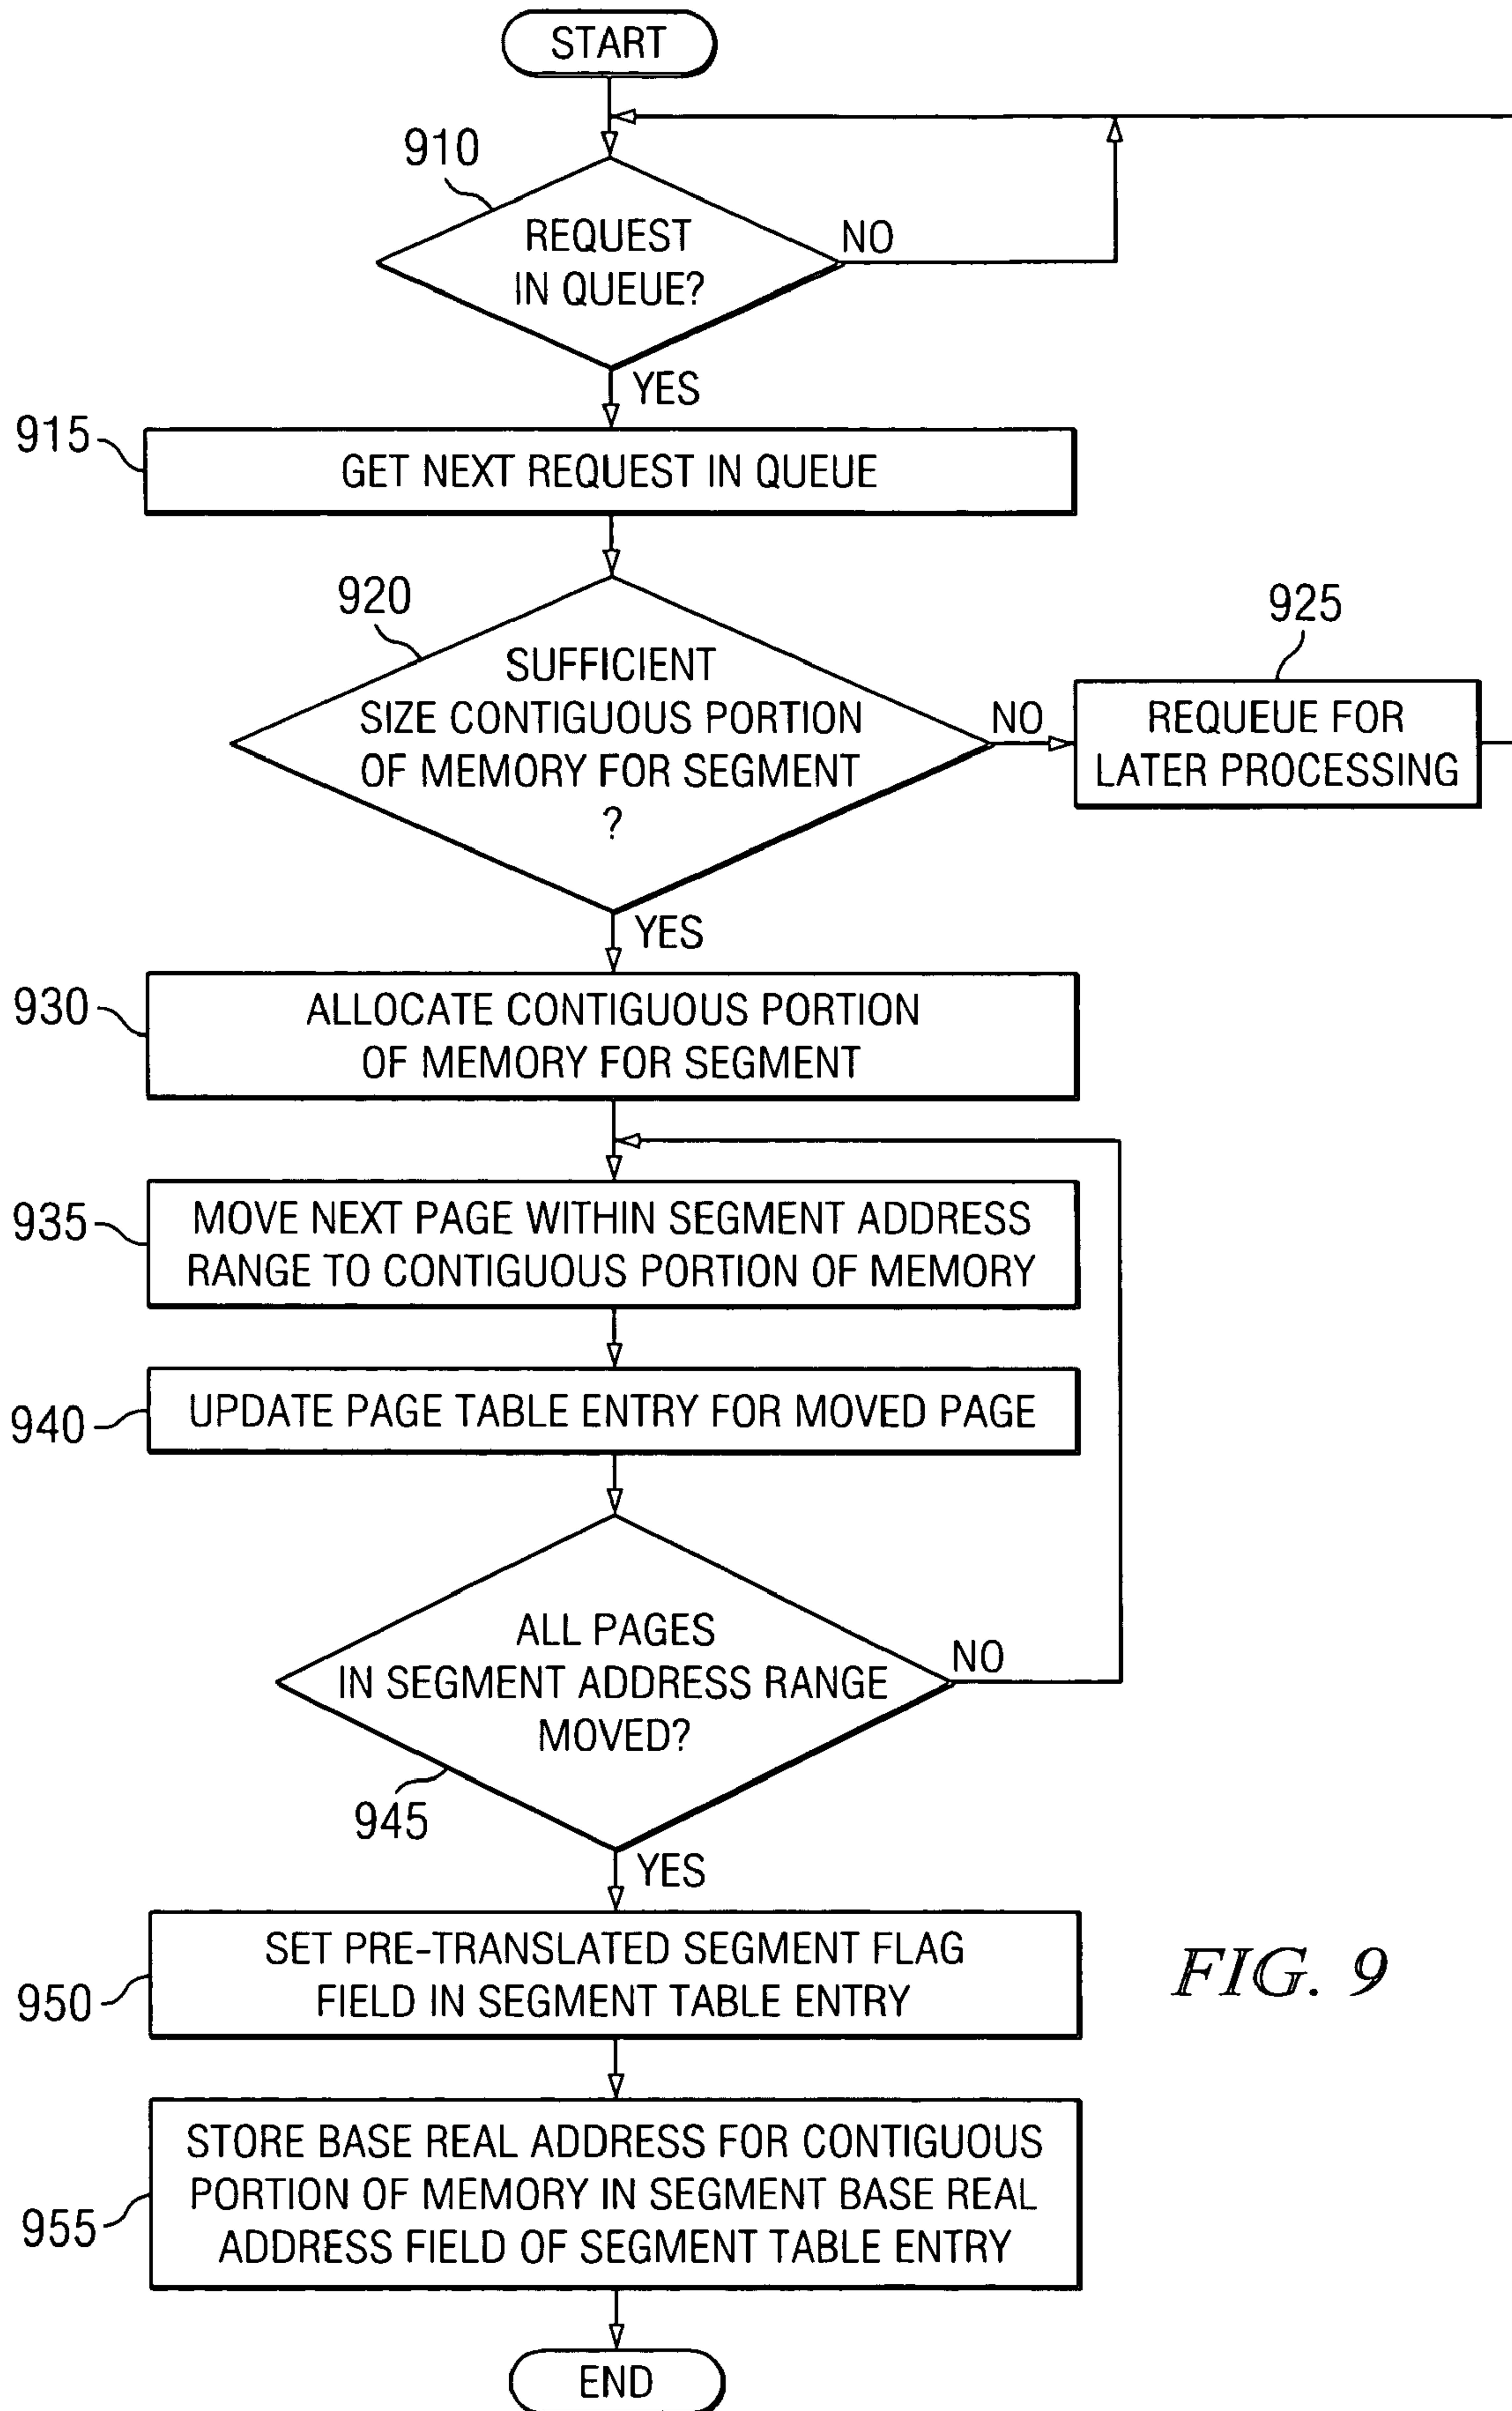 START
910
REQUEST
IN QUEUE?
NO
YES
915
GET NEXT REQUEST IN QUEUE
920
SUFFICIENT
SIZE CONTIGUOUS PORTION
OF MEMORY FOR SEGMENT
?
NO
925
REQUEUE FOR
LATER PROCESSING
YES
930
ALLOCATE CONTIGUOUS PORTION
OF MEMORY FOR SEGMENT
935
MOVE NEXT PAGE WITHIN SEGMENT ADDRESS
RANGE TO CONTIGUOUS PORTION OF MEMORY
940
UPDATE PAGE TABLE ENTRY FOR MOVED PAGE
ALL PAGES
IN SEGMENT ADDRESS RANGE
MOVED?
NO
945
YES
950
SET PRE-TRANSLATED SEGMENT FLAG
FIELD IN SEGMENT TABLE ENTRY
FIG. 9
955
STORE BASE REAL ADDRESS FOR CONTIGUOUS
PORTION OF MEMORY IN SEGMENT BASE REAL
ADDRESS FIELD OF SEGMENT TABLE ENTRY
END